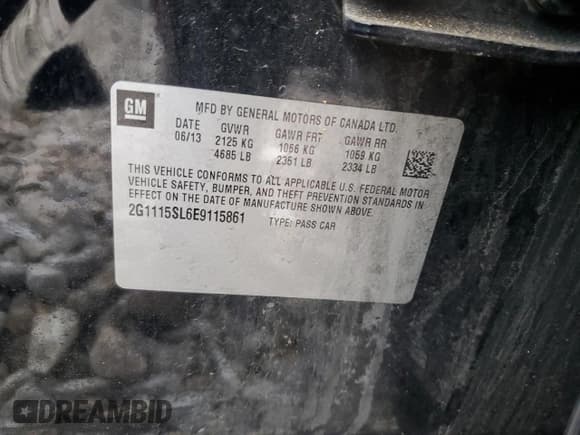 GM
MFD BY GENERAL MOTORS OF CANADA LTD.
DATE GVWR GAWR FRT GAWR RR
06/13 2125 KG 1066 KG 1059 KG
4685 LB 2351 LB 2334 LB
THIS VEHICLE CONFORMS TO ALL APPLICABLE U.S. FEDERAL MOTOR
VEHICLE SAFETY, BUMPER, AND THEFT PREVENTION STANDARDS IN
EFFECT ON THE DATE OF MANUFACTURE SHOWN ABOVE.
2G1115SL6E9115861 TYPE: PASS CAR
DREAMBID